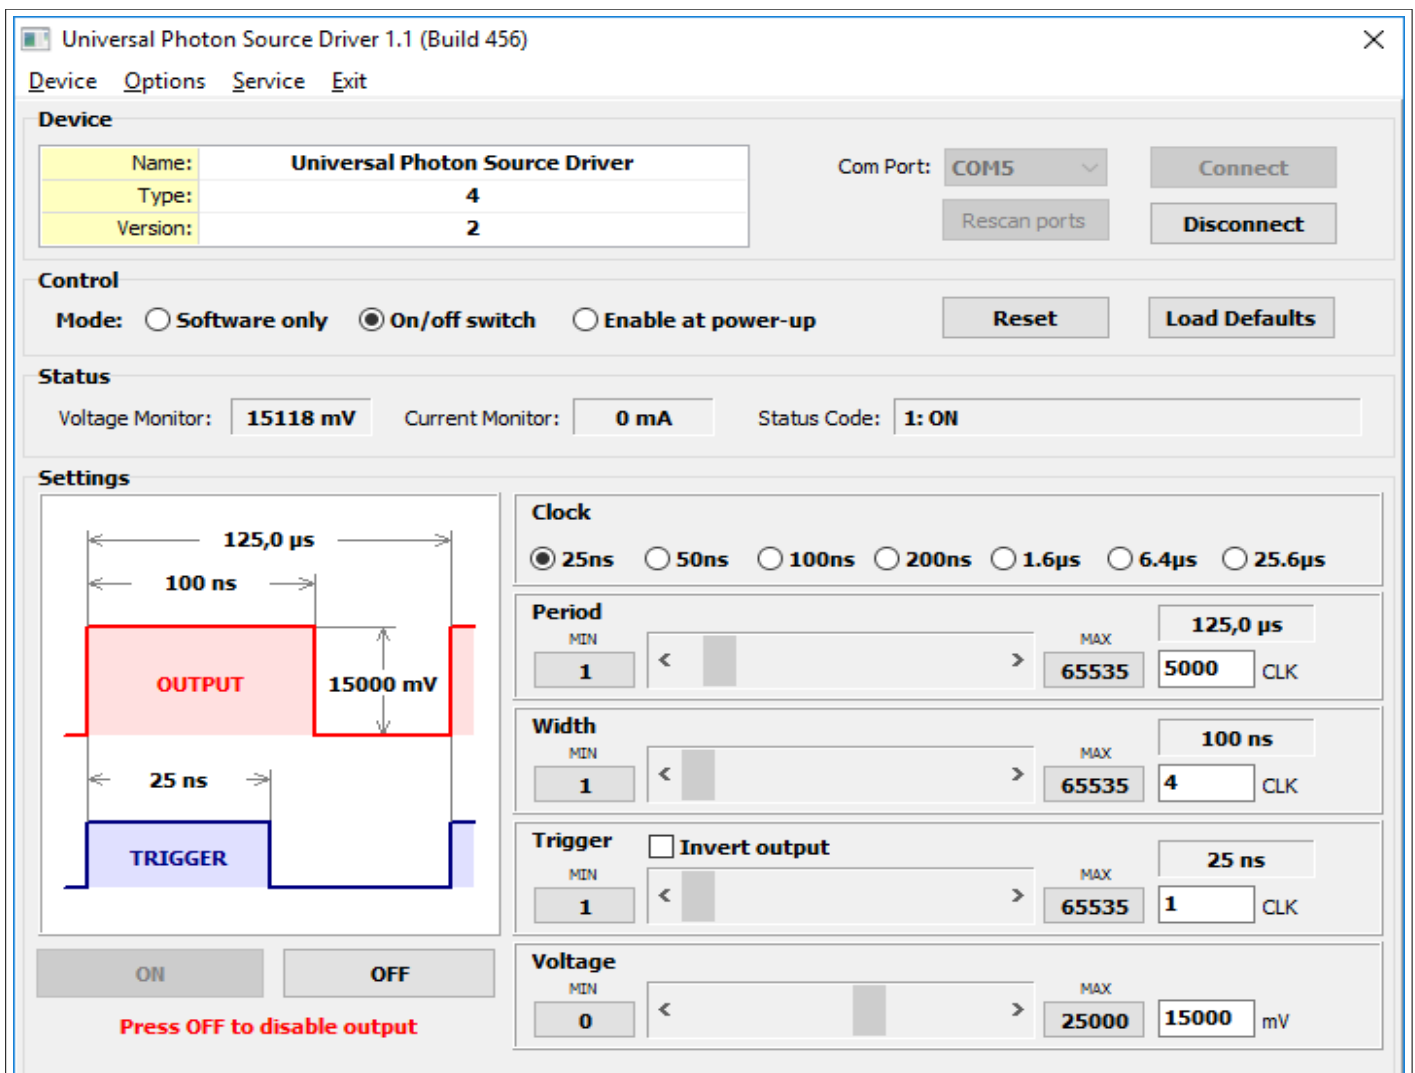 Universal Photon Source Driver 1.1 (Build 456)
Device Options Service Exit
Device
Name: Universal Photon Source Driver
Type: 4
Version: 2
Com Port: COM5 Connect
Rescan ports Disconnect
Control
Mode: Software only On/off switch Enable at power-up Reset Load Defaults
Status
Voltage Monitor: 15118 mV Current Monitor: 0 mA Status Code: 1: ON
Settings
125,0 µs
100 ns
OUTPUT 15000 mV
25 ns
TRIGGER
ON OFF
Press OFF to disable output
Clock
25ns 50ns 100ns 200ns 1.6µs 6.4µs 25.6µs
Period
MIN MAX 125,0 µs
1 < > 65535 5000 CLK
Width
MIN MAX 100 ns
1 < > 65535 4 CLK
Trigger Invert output
MIN MAX 25 ns
1 < > 65535 1 CLK
Voltage
MIN MAX
0 < > 25000 15000 mV